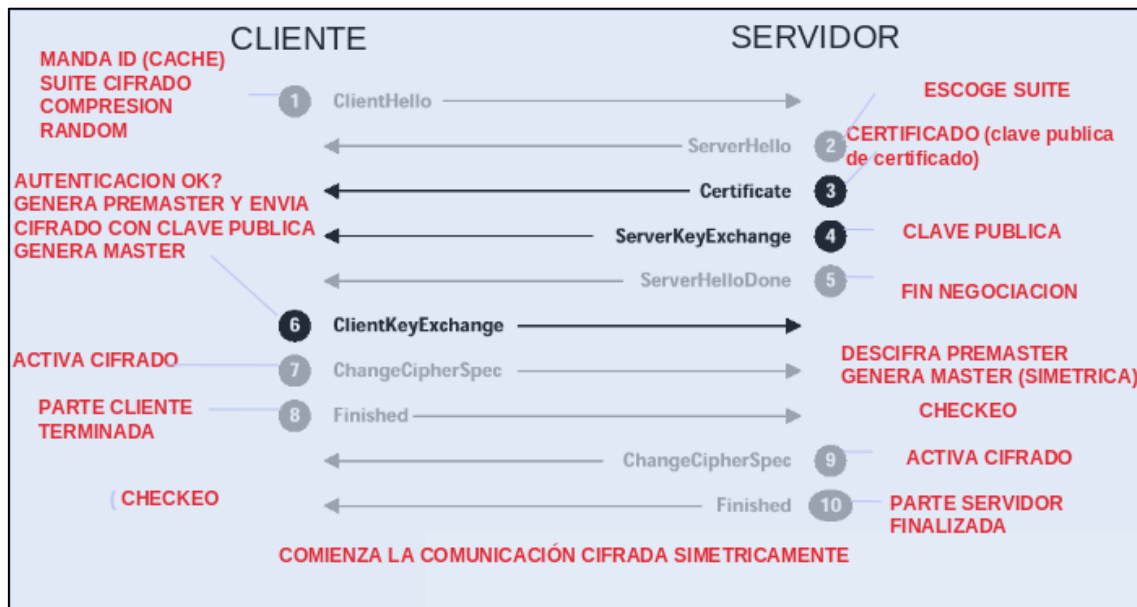 CLIENTE
SERVIDOR
MANDA ID (CACHE)
SUITE CIFRADO
COMPRESION
RANDOM
1 ClientHello
ESCOGE SUITE
ServerHello 2
CERTIFICADO (clave publica
de certificado)
Certificate 3
AUTENTICACION OK?
GENERA PREMASTER Y ENVIA
CIFRADO CON CLAVE PUBLICA
GENERA MASTER
ServerKeyExchange 4
CLAVE PUBLICA
ServerHelloDone 5
FIN NEGOCIACION
6 ClientKeyExchange
ACTIVA CIFRADO
7 ChangeCipherSpec
DESCIFRA PREMASTER
GENERA MASTER (SIMETRICA)
PARTE CLIENTE
TERMINADA
8 Finished
CHECKEO
ChangeCipherSpec 9
ACTIVA CIFRADO
CHECKEO
Finished 10
PARTE SERVIDOR
FINALIZADA
COMIENZA LA COMUNICACIÓN CIFRADA SIMETRICAMENTE